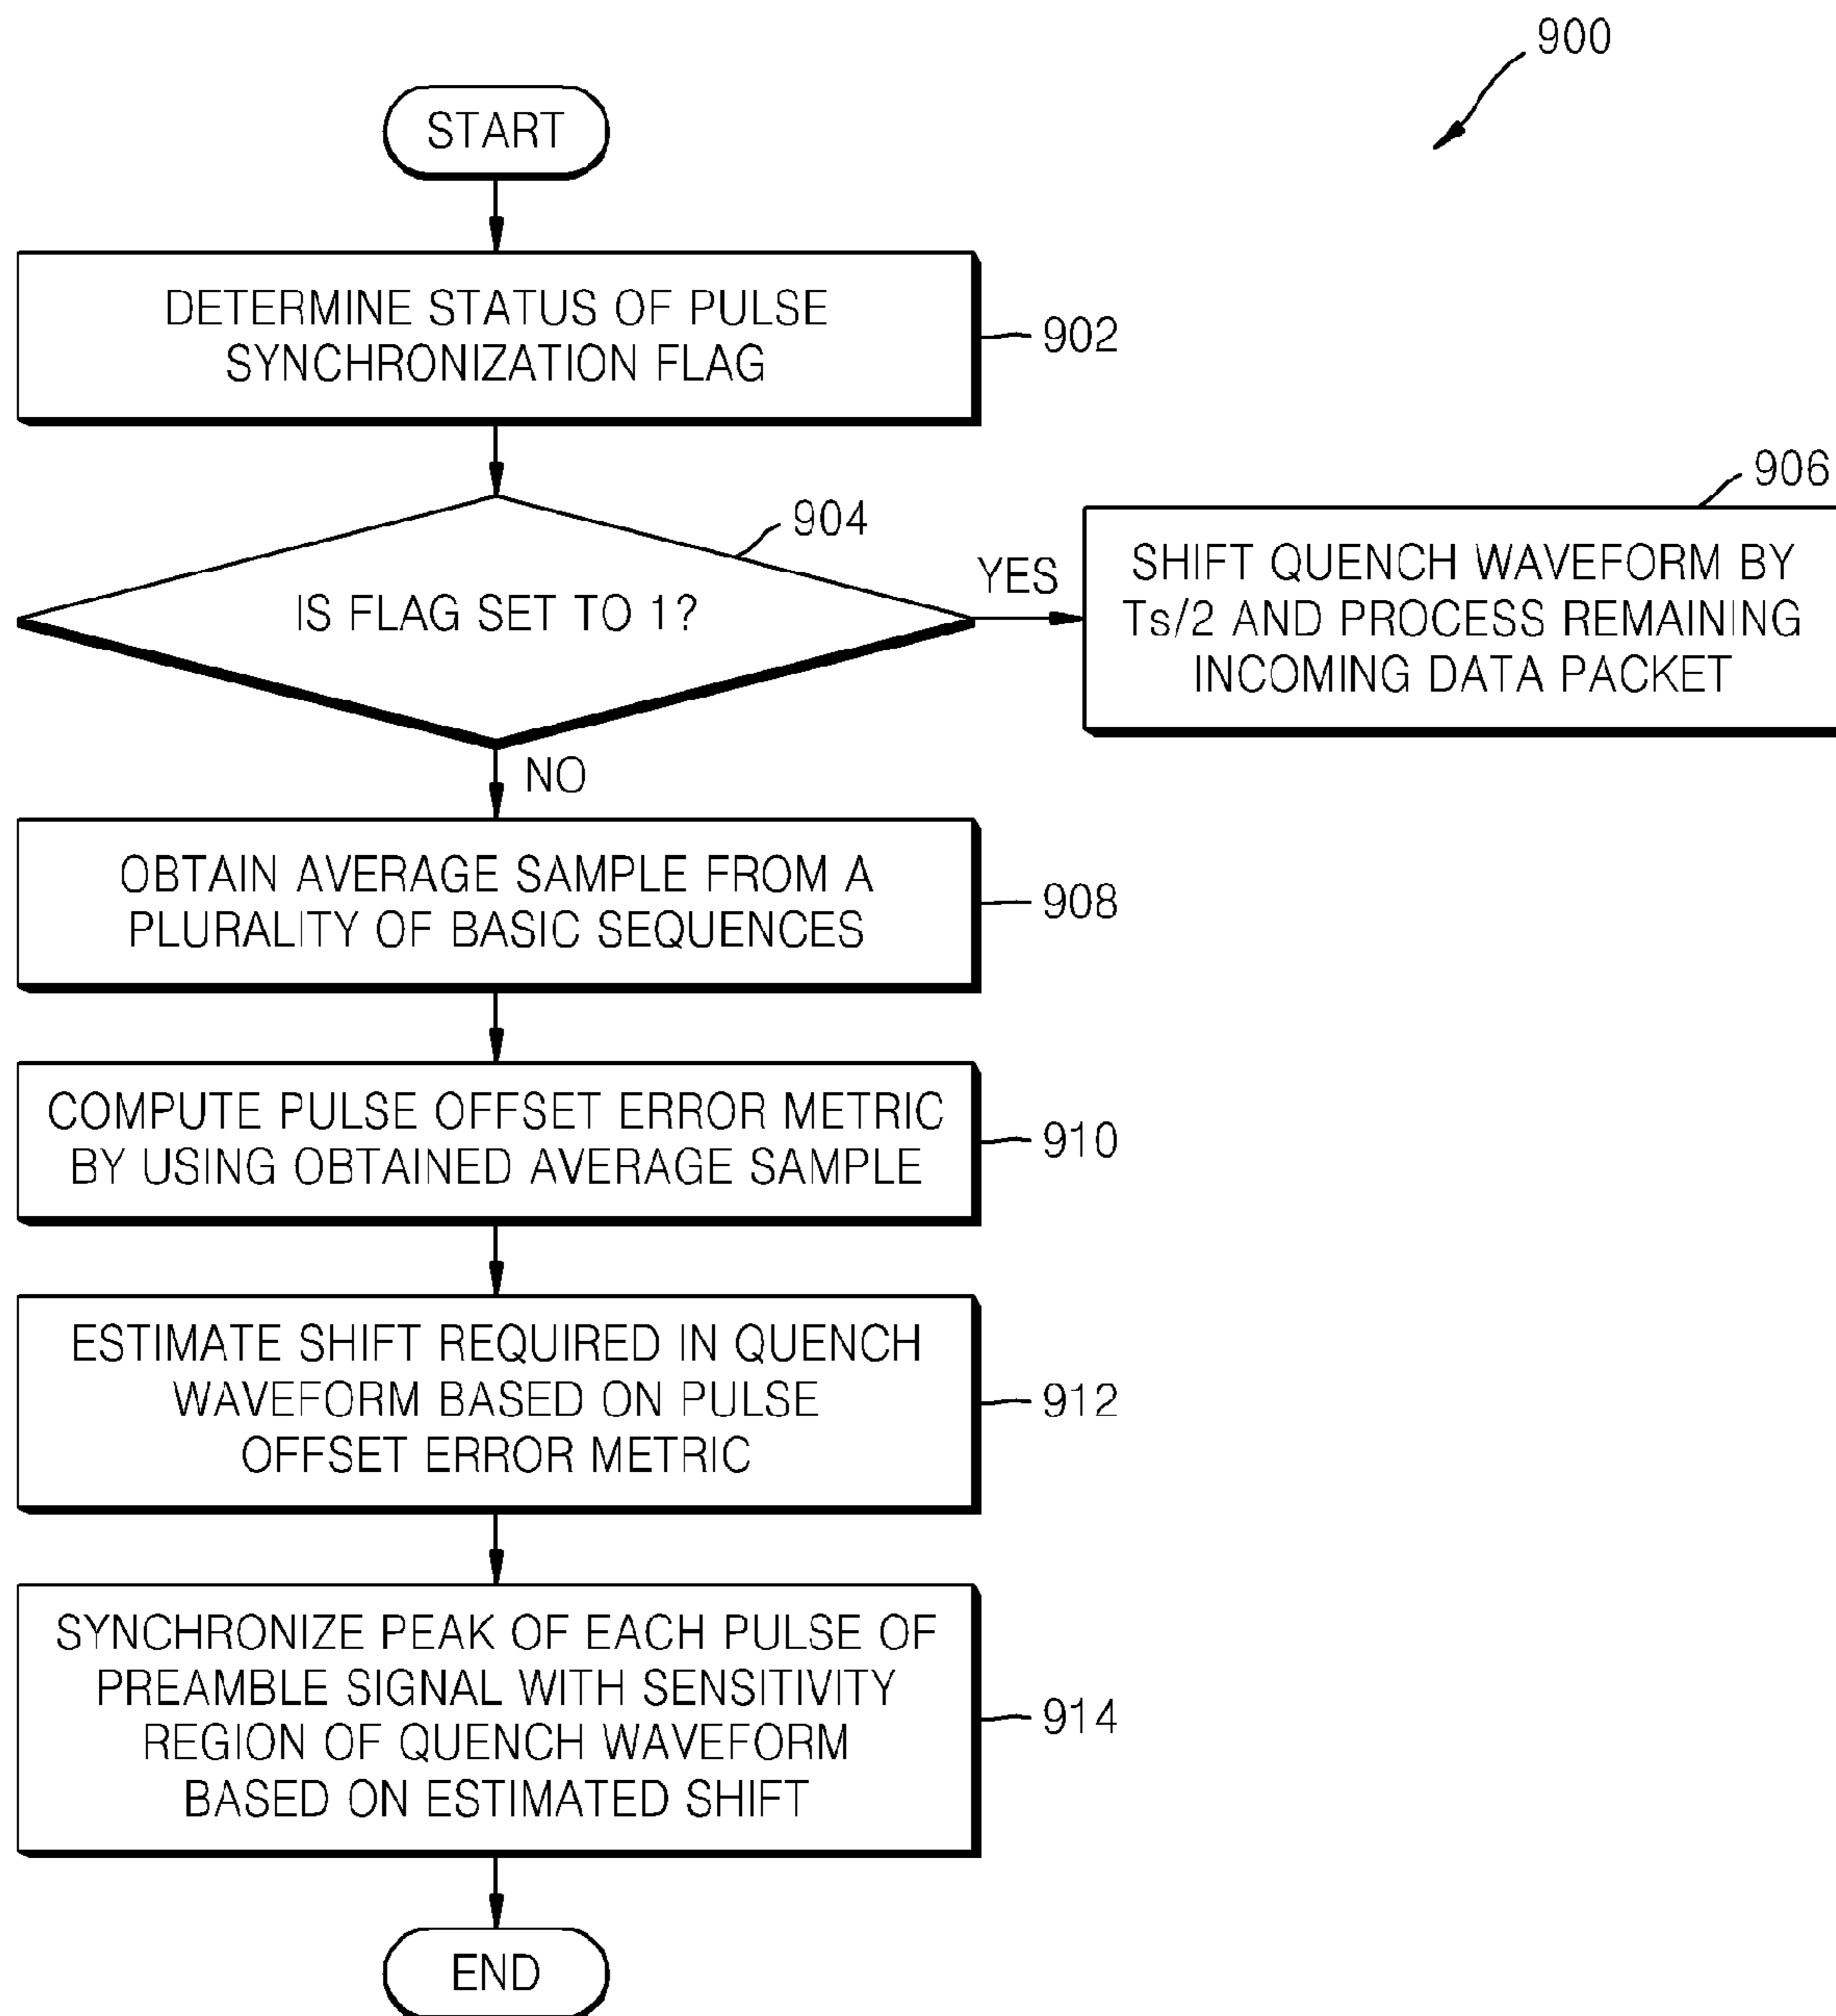 900
START
DETERMINE STATUS OF PULSE
SYNCHRONIZATION FLAG
902
904
IS FLAG SET TO 1?
YES
906
SHIFT QUENCH WAVEFORM BY
Ts/2 AND PROCESS REMAINING
INCOMING DATA PACKET
NO
OBTAIN AVERAGE SAMPLE FROM A
PLURALITY OF BASIC SEQUENCES
908
COMPUTE PULSE OFFSET ERROR METRIC
BY USING OBTAINED AVERAGE SAMPLE
910
ESTIMATE SHIFT REQUIRED IN QUENCH
WAVEFORM BASED ON PULSE
OFFSET ERROR METRIC
912
SYNCHRONIZE PEAK OF EACH PULSE OF
PREAMBLE SIGNAL WITH SENSITIVITY
REGION OF QUENCH WAVEFORM
BASED ON ESTIMATED SHIFT
914
END